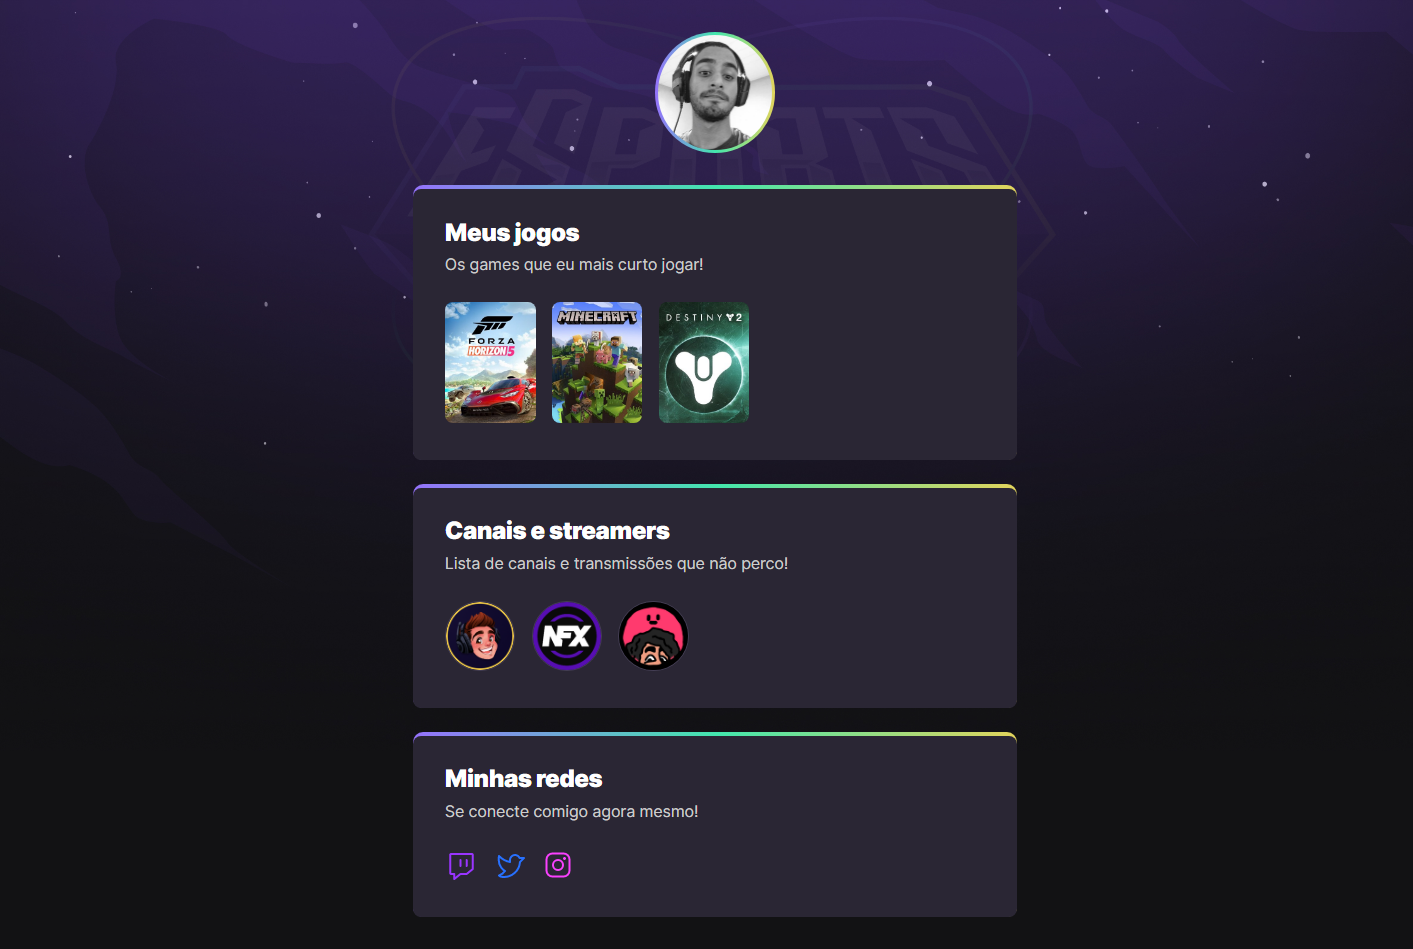 ESPORTS
Meus jogos
Os games que eu mais curto jogar!
FORZA
HORIZON 5
MINECRAFT
DESTINY 2
Canais e streamers
Lista de canais e transmissões que não perco!
NFX
Minhas redes
Se conecte comigo agora mesmo!